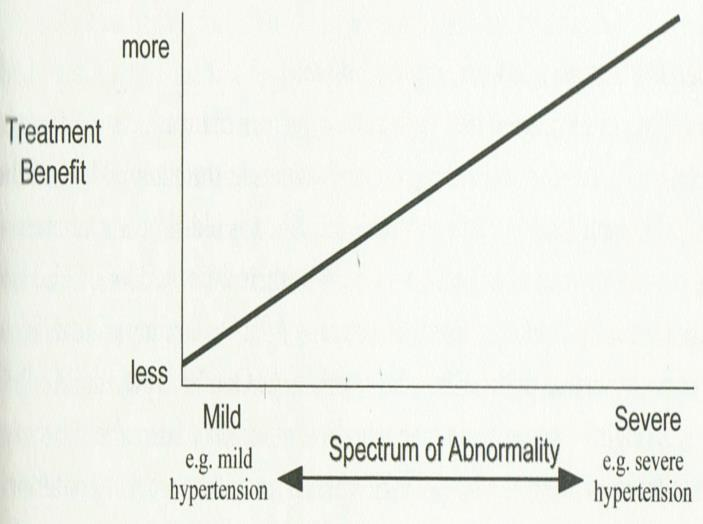 more
Treatment
Benefit
less
Mild
e.g. mild
hypertension
Spectrum of Abnormality
Severe
e.g. severe
hypertension